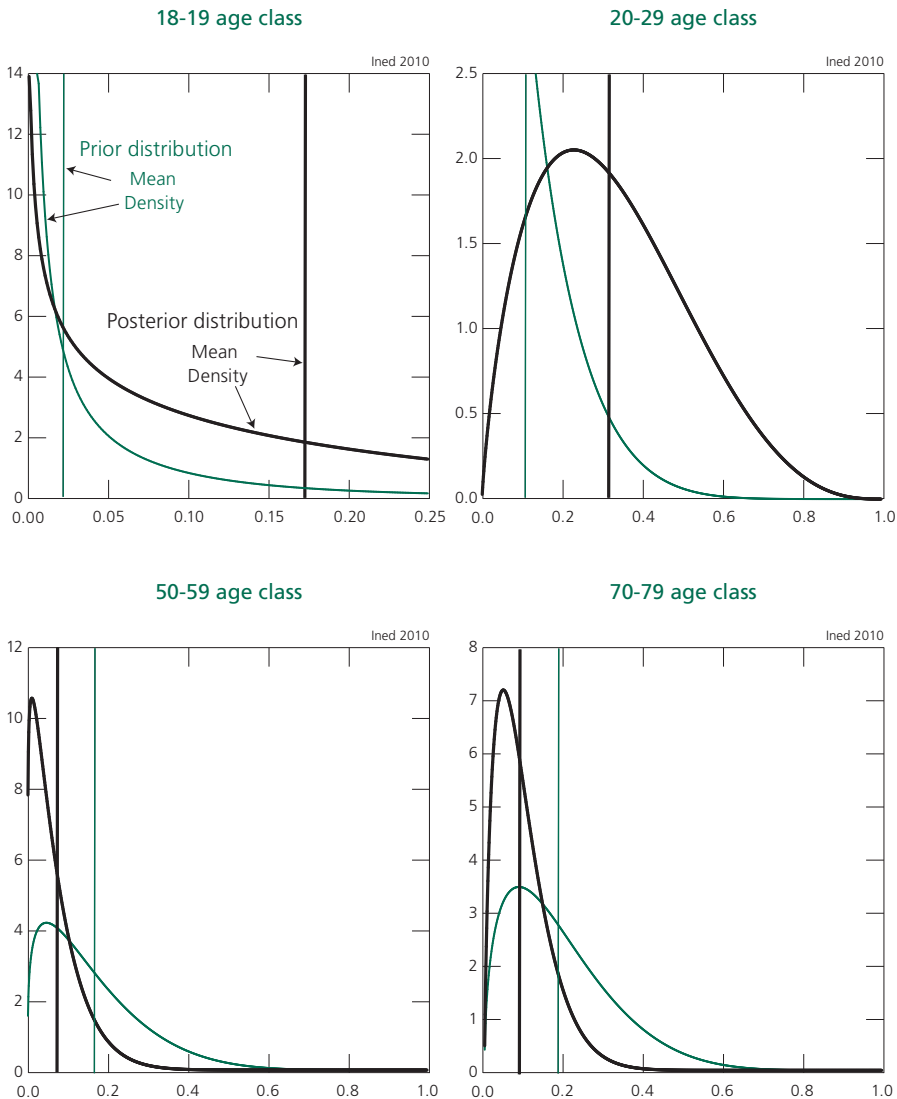 18-19 age class
Ined 2010
14
12
10
8
6
4
2
0
Prior distribution
Mean
Density
Posterior distribution
Mean
Density
0.00 0.05 0.10 0.15 0.20 0.25
20-29 age class
Ined 2010
2.5
2.0
1.5
1.0
0.5
0.0
0.0 0.2 0.4 0.6 0.8 1.0
50-59 age class
Ined 2010
12
10
8
6
4
2
0
0.0 0.2 0.4 0.6 0.8 1.0
70-79 age class
Ined 2010
8
7
6
5
4
3
2
1
0
0.0 0.2 0.4 0.6 0.8 1.0